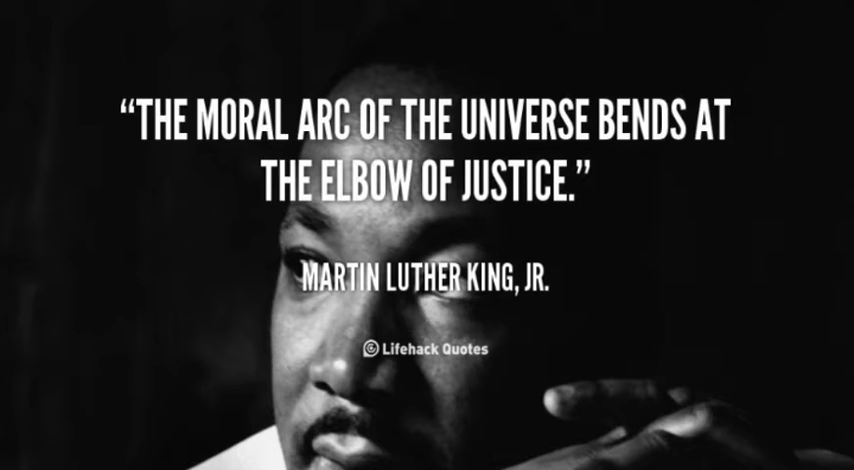 “THE MORAL ARC OF THE UNIVERSE BENDS AT
THE ELBOW OF JUSTICE.”
MARTIN LUTHER KING, JR.
Lifehack Quotes